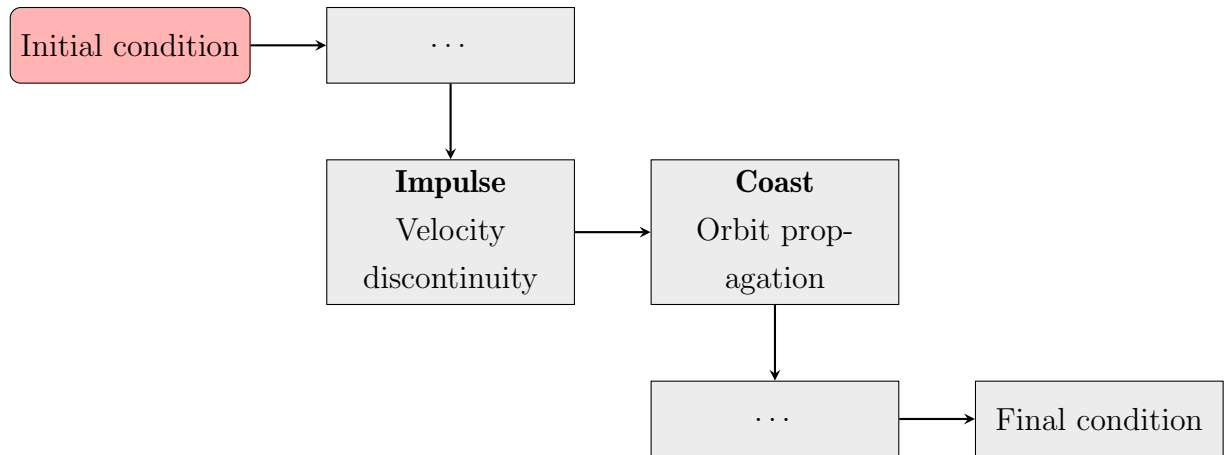 Initial condition
· · ·
Impulse
Velocity
discontinuity
Coast
Orbit prop-
agation
· · ·
Final condition